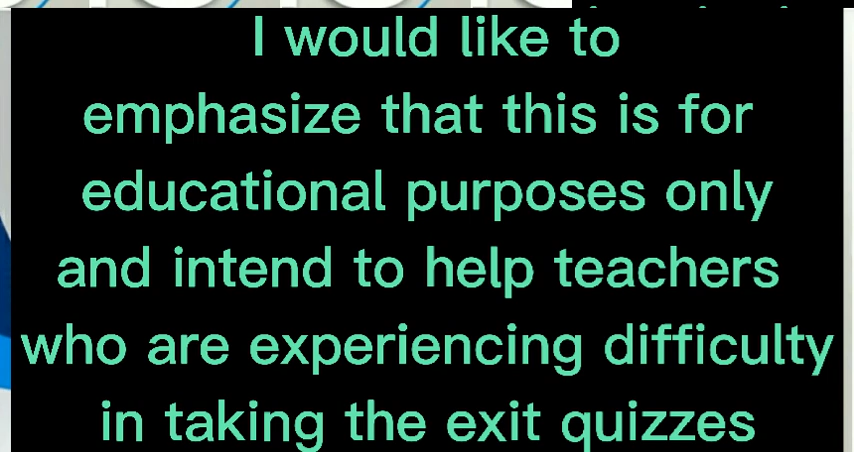 I would like to
emphasize that this is for
educational purposes only
and intend to help teachers
who are experiencing difficulty
in taking the exit quizzes